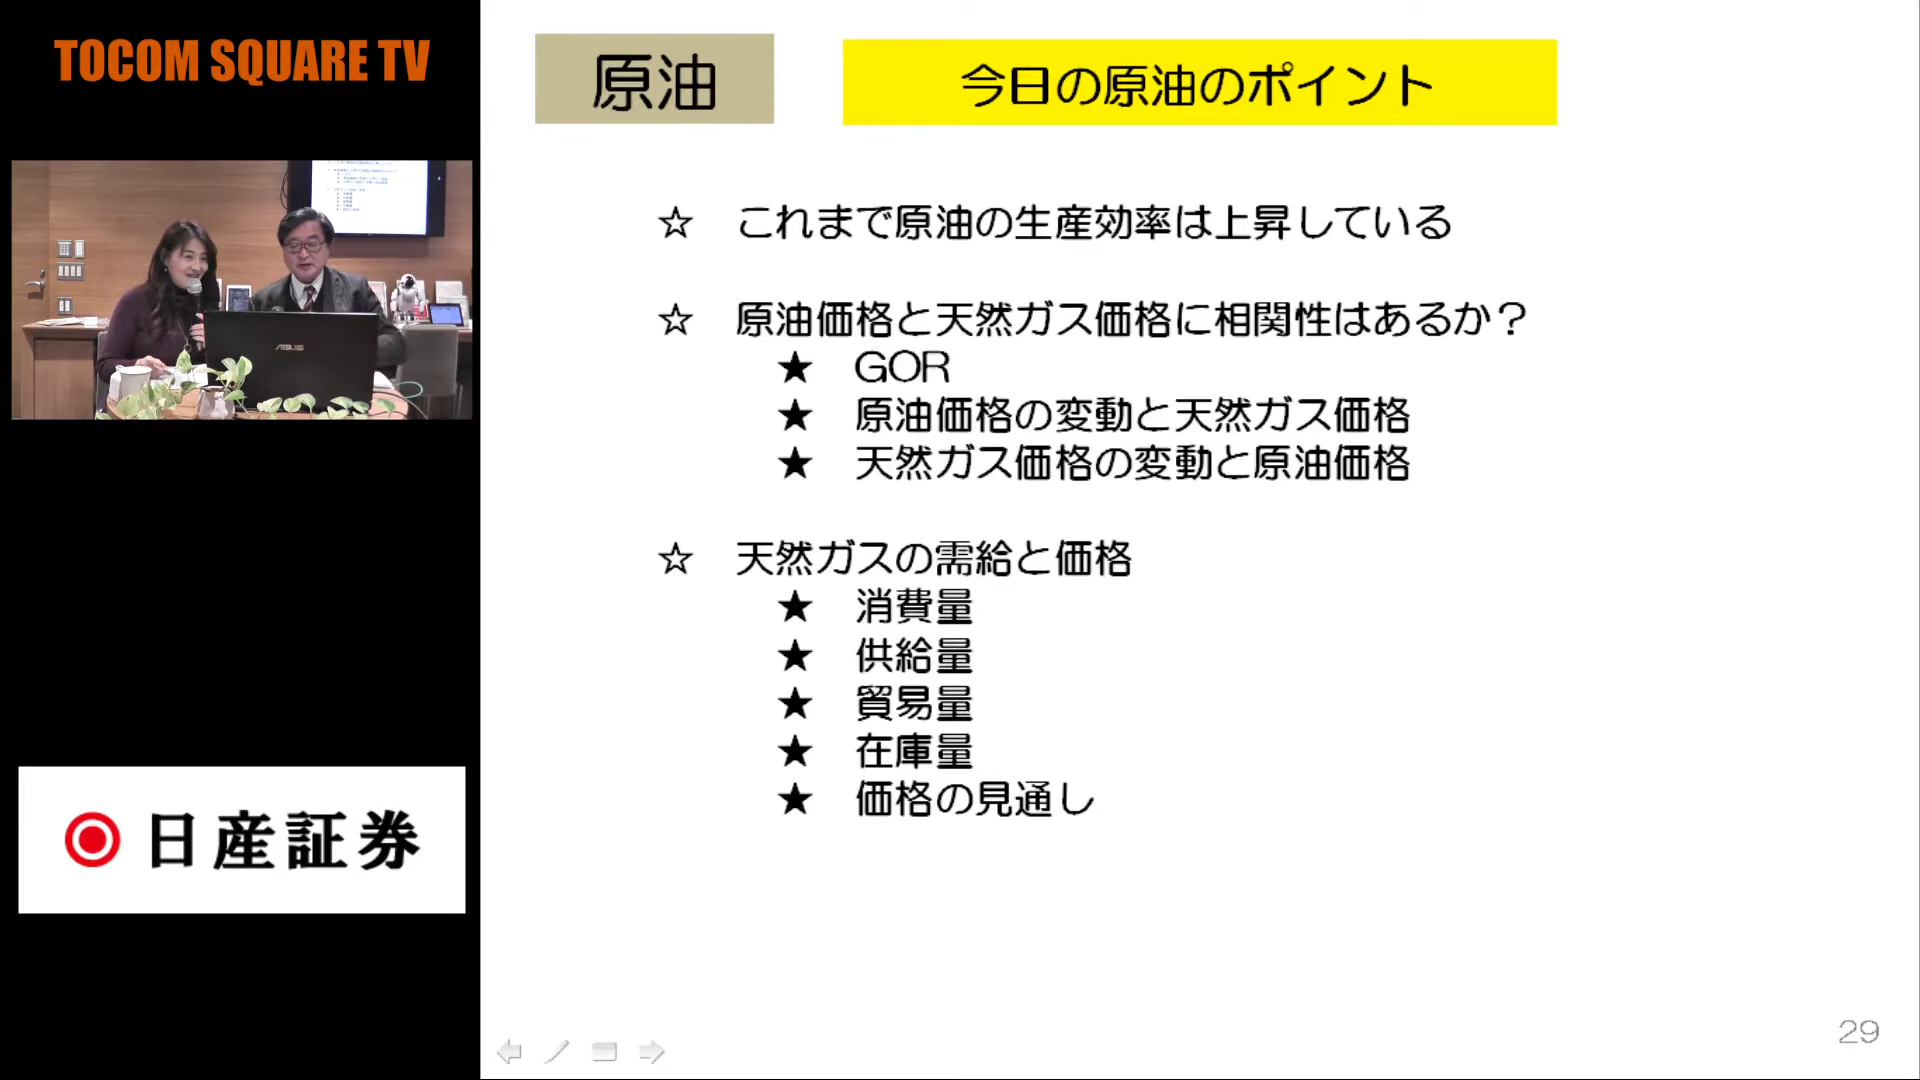 TOCOM SQUARE TV
原油
今日の原油のポイント
☆ これまで原油の生産効率は上昇している
☆ 原油価格と天然ガス価格に相関性はあるか？
★ GOR
★ 原油価格の変動と天然ガス価格
★ 天然ガス価格の変動と原油価格
☆ 天然ガスの需給と価格
★ 消費量
★ 供給量
★ 貿易量
★ 在庫量
★ 価格の見通し
ASUS
日産証券
29